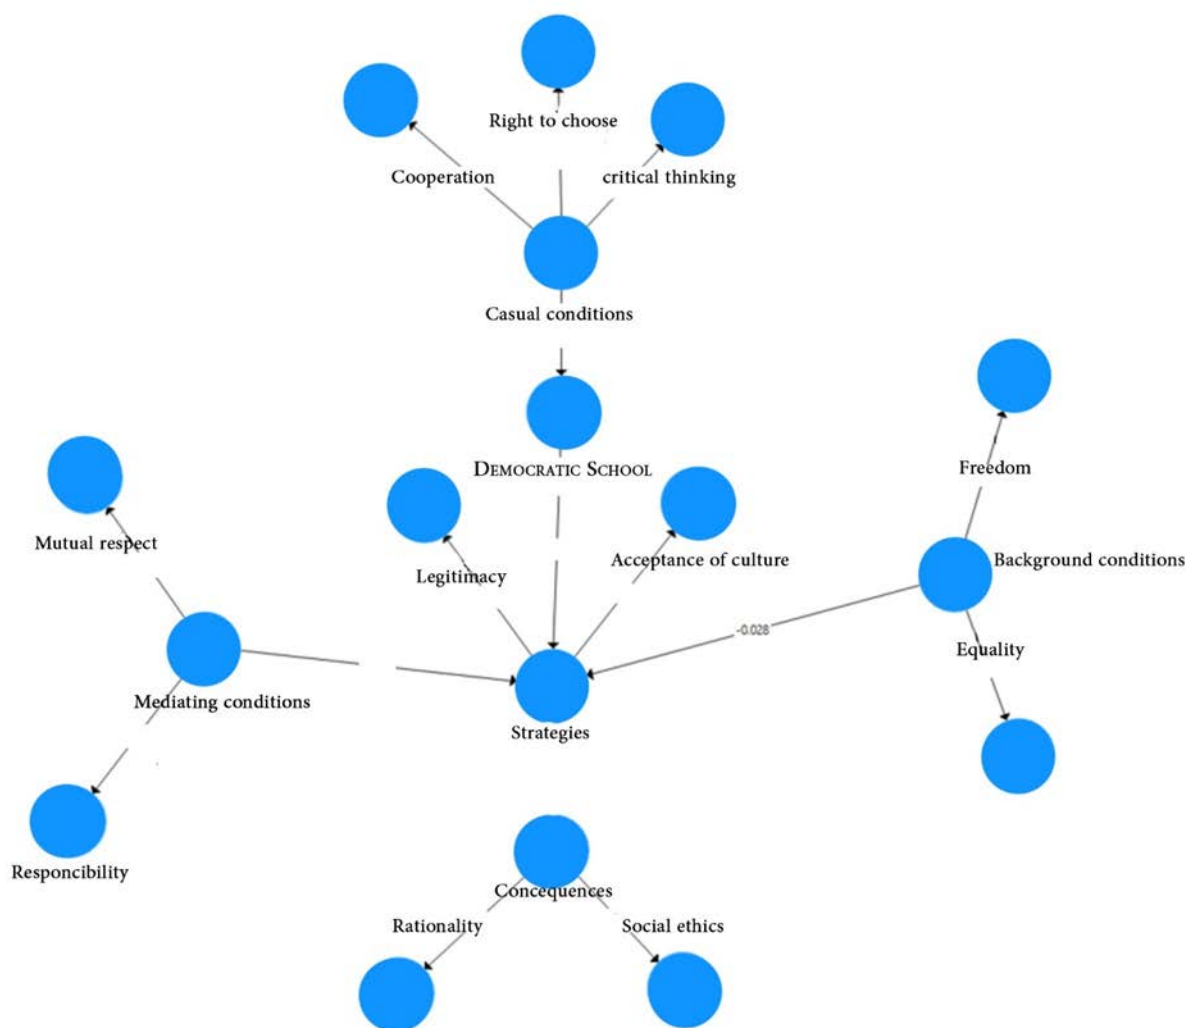 Right to choose
Cooperation
critical thinking
Casual conditions
DEMOCRATIC SCHOOL
Freedom
Mutual respect
Legitimacy
Acceptance of culture
Background conditions
-0.028
Equality
Mediating conditions
Strategies
Responcibility
Concequences
Rationality
Social ethics